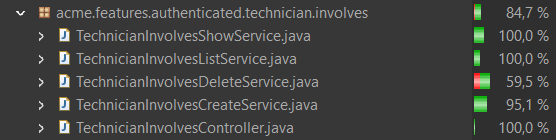 acme.features.authenticated.technician.involves 84,7 %
TechnicianInvolvesShowService.java 100,0 %
TechnicianInvolvesListService.java 100,0 %
TechnicianInvolvesDeleteService.java 59,5 %
TechnicianInvolvesCreateService.java 95,1 %
TechnicianInvolvesController.java 100,0 %